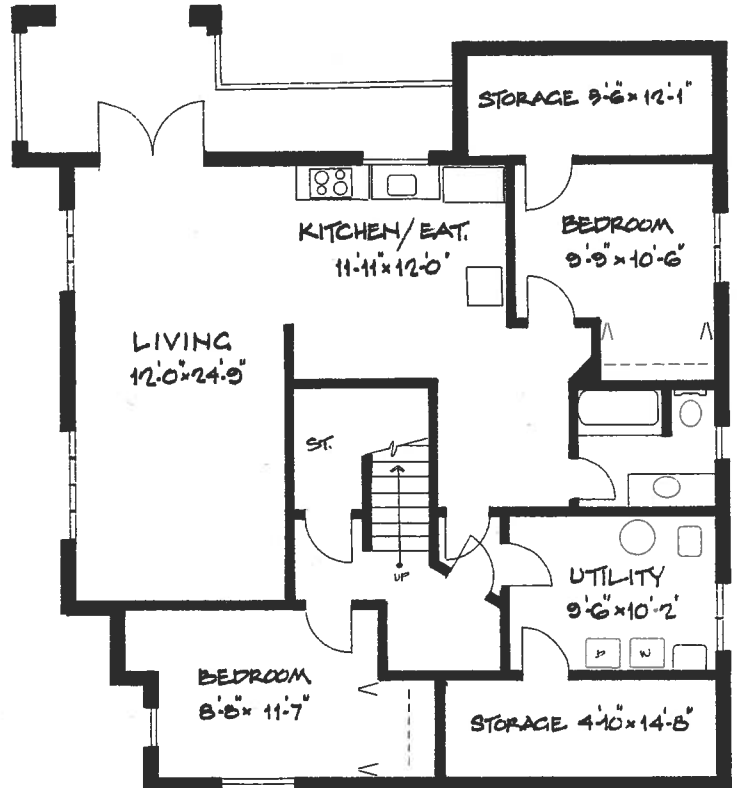 STORAGE 5'-6" x 12'-1"
KITCHEN/EAT.
11'-11" x 12'-0"
BEDROOM
9'-9" x 10'-6"
LIVING
12'-0" x 24'-9"
ST.
UP
UTILITY
9'-6" x 10'-2"
D
W
BEDROOM
8'-8" x 11'-7"
STORAGE 4'-10" x 14'-8"